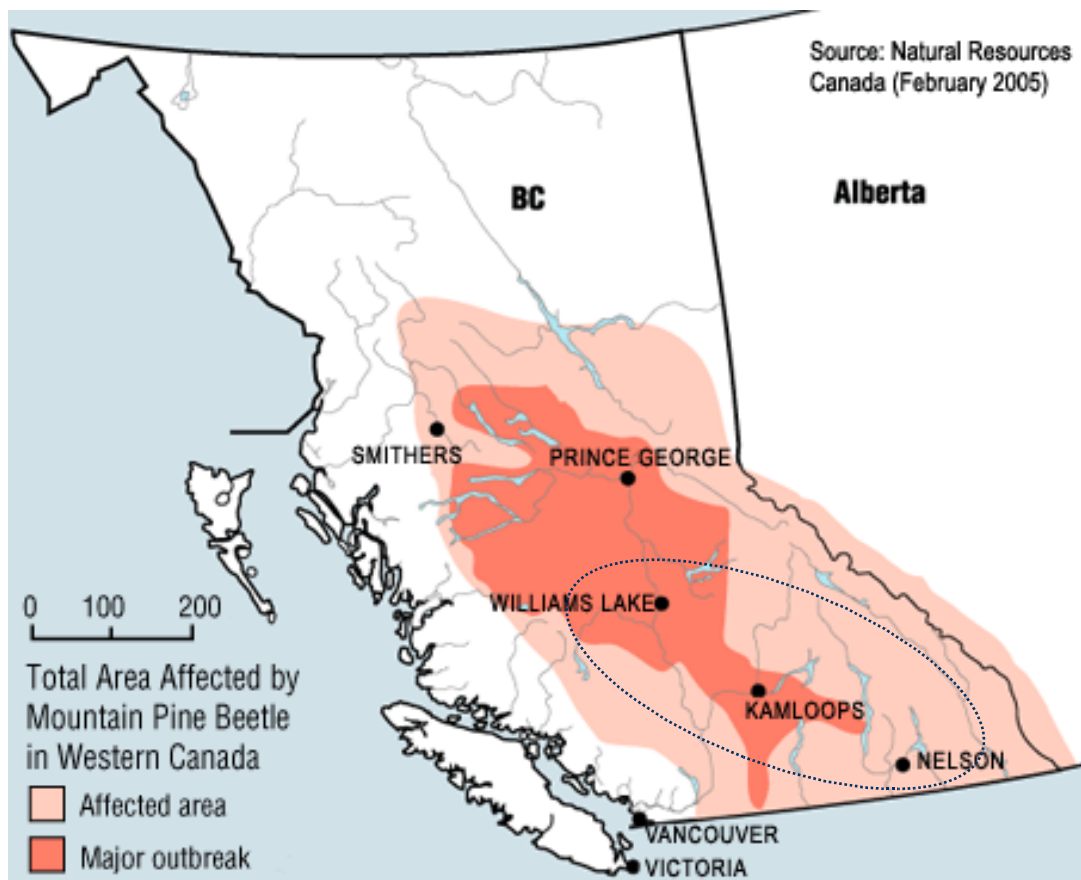 Source: Natural Resources
Canada (February 2005)
BC
Alberta
SMITHERS
PRINCE GEORGE
WILLIAMS LAKE
KAMLOOPS
NELSON
VANCOUVER
VICTORIA
0 100 200
Total Area Affected by
Mountain Pine Beetle
in Western Canada
Affected area
Major outbreak